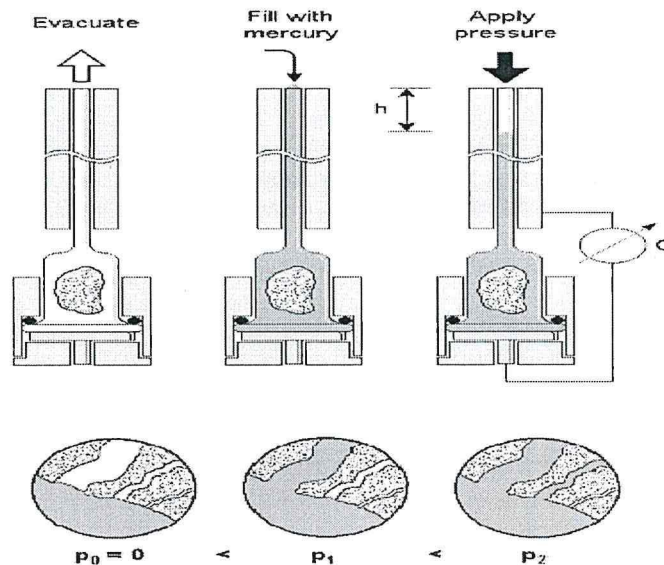 Evacuate
Fill with
mercury
Apply
pressure
h
C
p₀ = 0 < p₁ < p₂